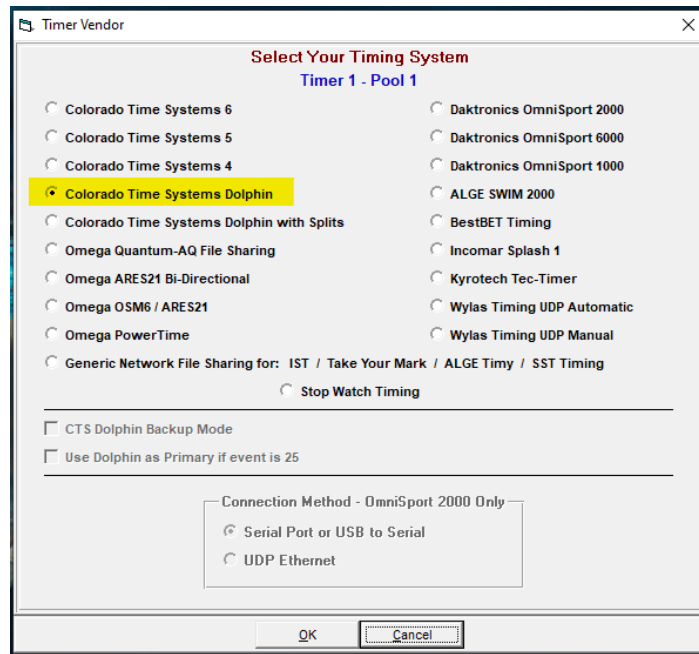 Timer Vendor
Select Your Timing System
Timer 1 - Pool 1
Colorado Time Systems 6
Colorado Time Systems 5
Colorado Time Systems 4
Colorado Time Systems Dolphin
Colorado Time Systems Dolphin with Splits
Omega Quantum-AQ File Sharing
Omega ARES21 Bi-Directional
Omega OSM6 / ARES21
Omega PowerTime
Daktronics OmniSport 2000
Daktronics OmniSport 6000
Daktronics OmniSport 1000
ALGE SWIM 2000
BestBET Timing
Incomar Splash 1
Kyrotech Tec-Timer
Wylas Timing UDP Automatic
Wylas Timing UDP Manual
Generic Network File Sharing for: IST / Take Your Mark / ALGE Timy / SST Timing
Stop Watch Timing
CTS Dolphin Backup Mode
Use Dolphin as Primary if event is 25
Connection Method - OmniSport 2000 Only
Serial Port or USB to Serial
UDP Ethernet
OK
Cancel